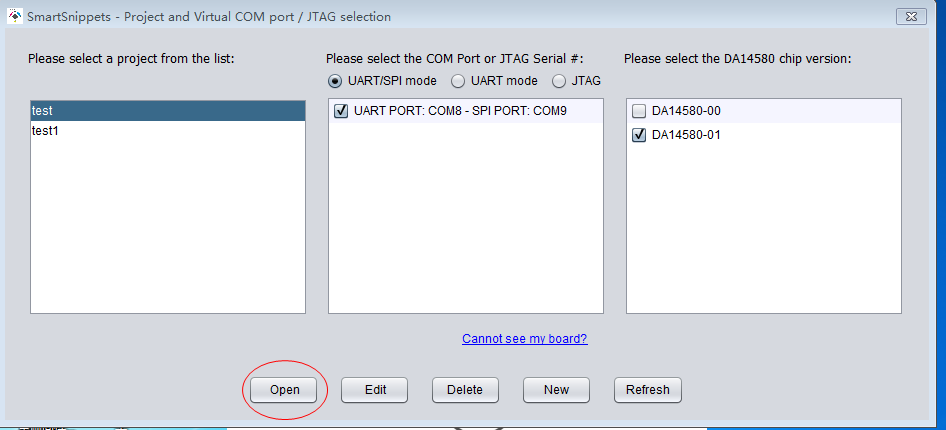 SmartSnippets - Project and Virtual COM port / JTAG selection
Please select a project from the list:
Please select the COM Port or JTAG Serial #:
Please select the DA14580 chip version:
UART/SPI mode
UART mode
JTAG
test
test1
UART PORT: COM8 - SPI PORT: COM9
DA14580-00
DA14580-01
Cannot see my board?
Open
Edit
Delete
New
Refresh